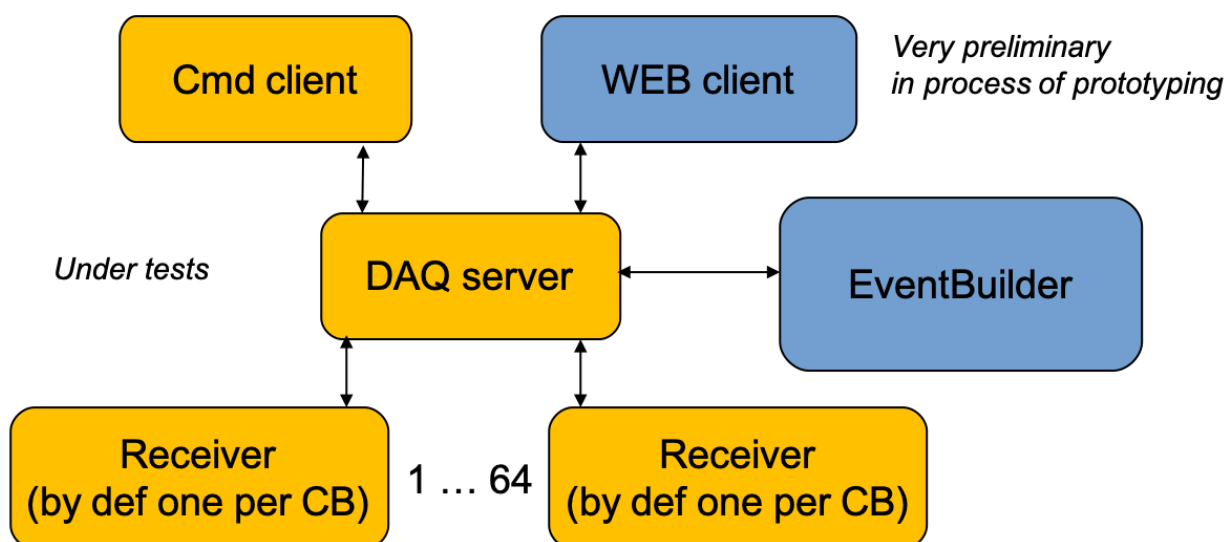 Cmd client
WEB client
Very preliminary
in process of prototyping
Under tests
DAQ server
EventBuilder
Receiver
(by def one per CB)
1 … 64
Receiver
(by def one per CB)